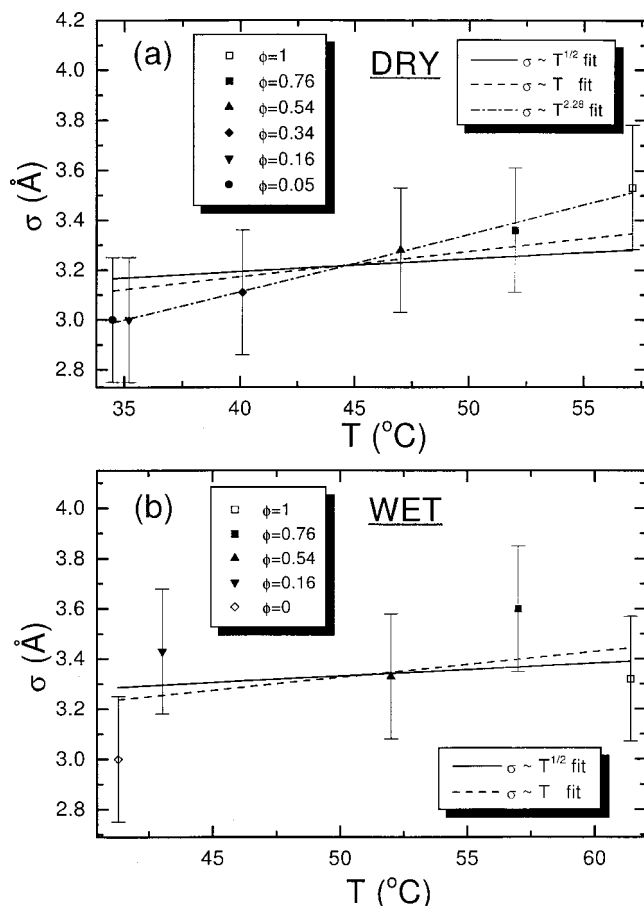 (a)
DRY
ϕ=1
ϕ=0.76
ϕ=0.54
ϕ=0.34
ϕ=0.16
ϕ=0.05
σ ~ T^1/2 fit
σ ~ T fit
σ ~ T^2.28 fit
4.2
4.0
3.8
3.6
3.4
3.2
3.0
2.8
σ (Å)
35 40 45 50 55
T (°C)
(b)
WET
ϕ=1
ϕ=0.76
ϕ=0.54
ϕ=0.16
ϕ=0
4.0
3.8
3.6
3.4
3.2
3.0
2.8
σ (Å)
σ ~ T^1/2 fit
σ ~ T fit
45 50 55 60
T (°C)